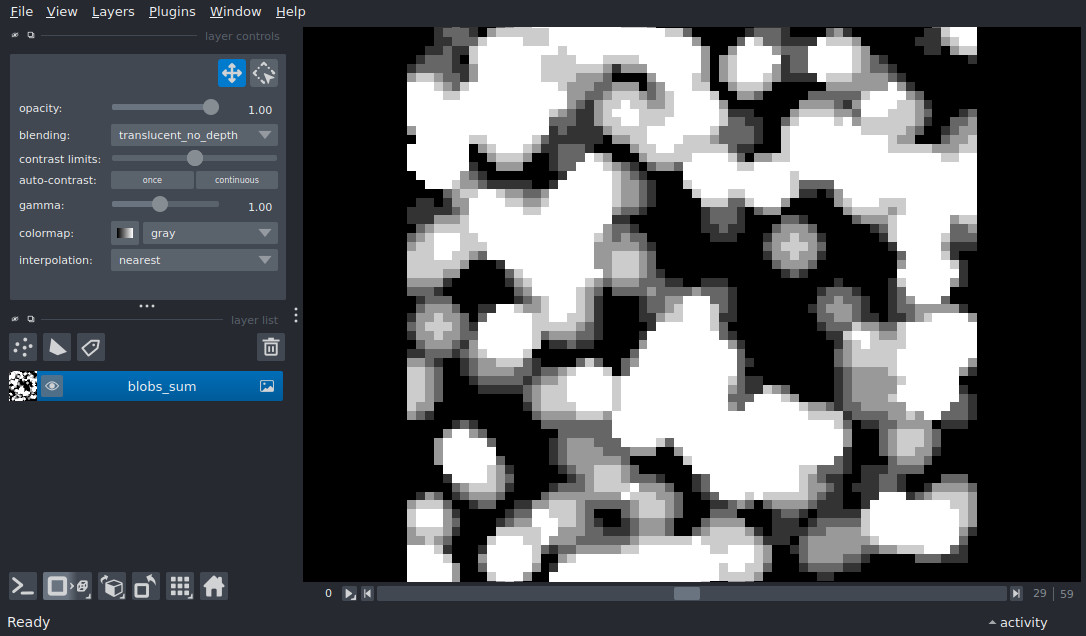 File View Layers Plugins Window Help
layer controls
opacity: 1.00
blending: translucent_no_depth
contrast limits:
auto-contrast: once continuous
gamma: 1.00
colormap: gray
interpolation: nearest
layer list
blobs_sum
0 29 59
Ready activity